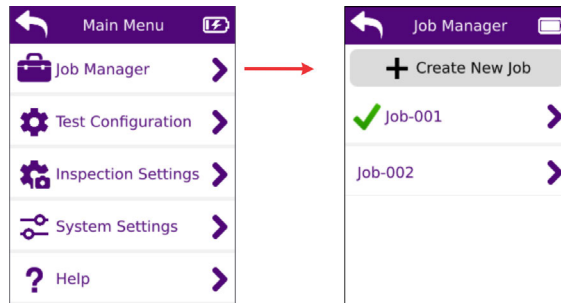 Main Menu
Job Manager
Test Configuration
Inspection Settings
System Settings
? Help
Job Manager
+ Create New Job
Job-001
Job-002